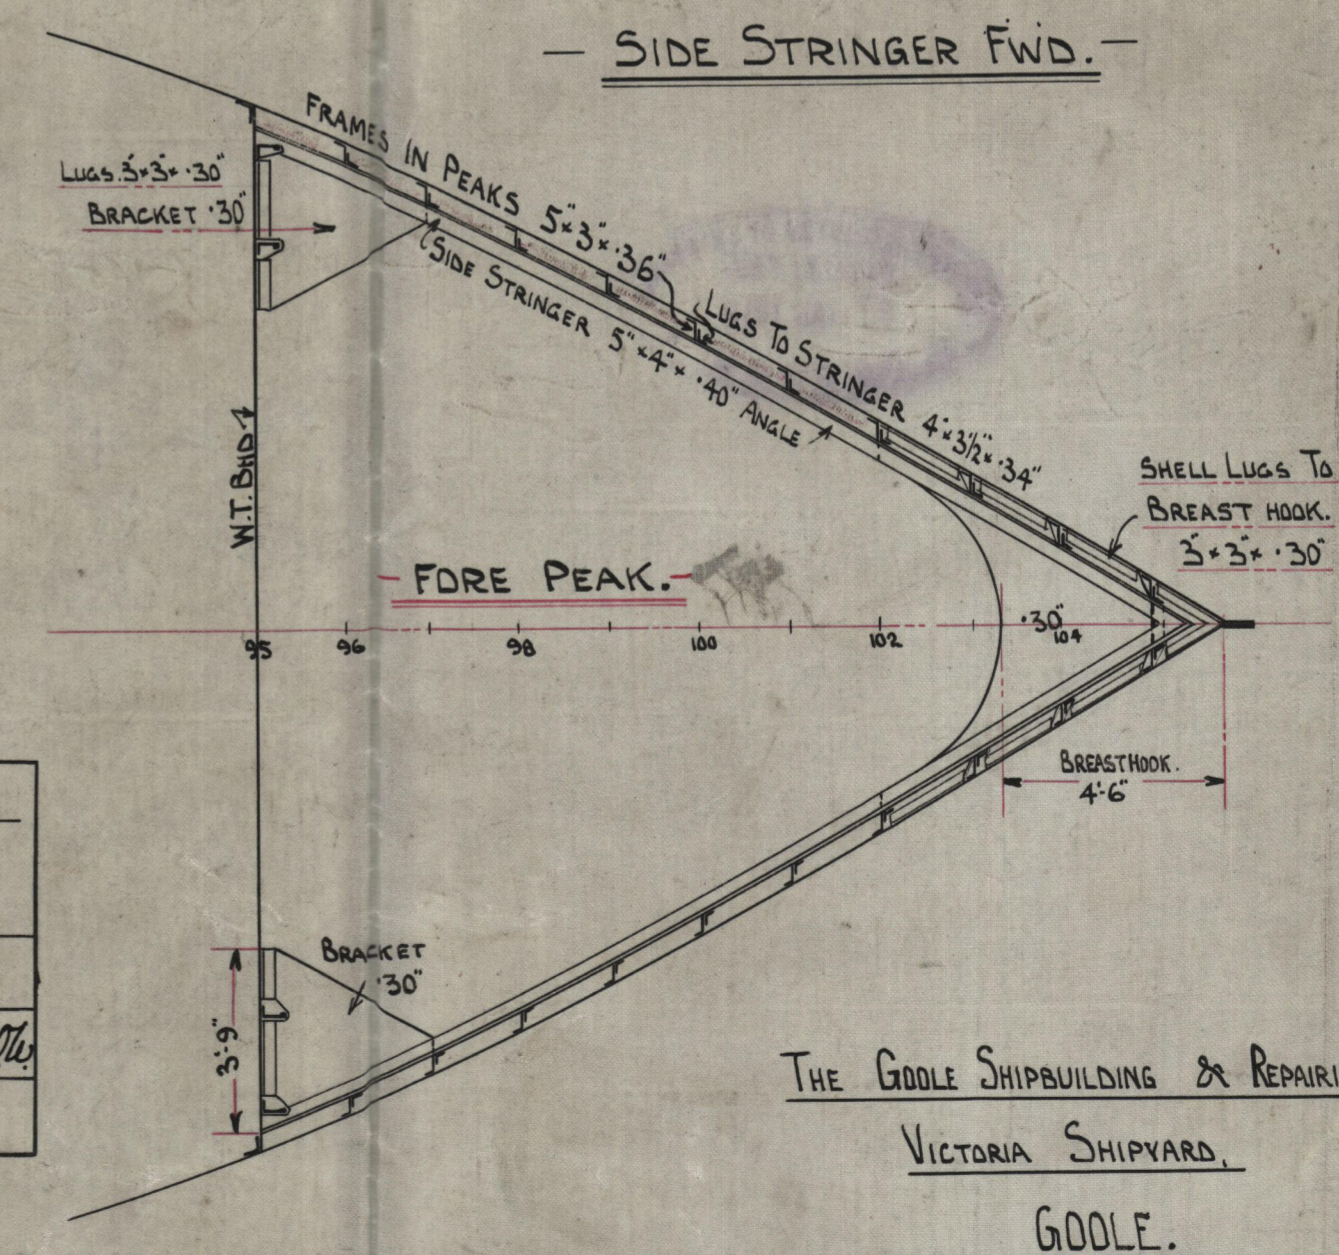 — SIDE STRINGER FWD. —
FRAMES IN PEAKS 5" × 3" × .36"
LUGS. 3" × 3" × .30"
BRACKET .30"
SIDE STRINGER 5" × 4" × .40" ANGLE
LUGS TO STRINGER 4" × 3½" × .34"
W.T. BHD
SHELL LUGS TO
BREAST HOOK.
3" × 3" × .30"
— FORE PEAK. —
.30"
95 96 98 100 102 104
BREASTHOOK.
4'-6"
BRACKET
.30"
3'-9"
THE GOOLE SHIPBUILDING & REPAIRI
VICTORIA SHIPYARD,
GOOLE.